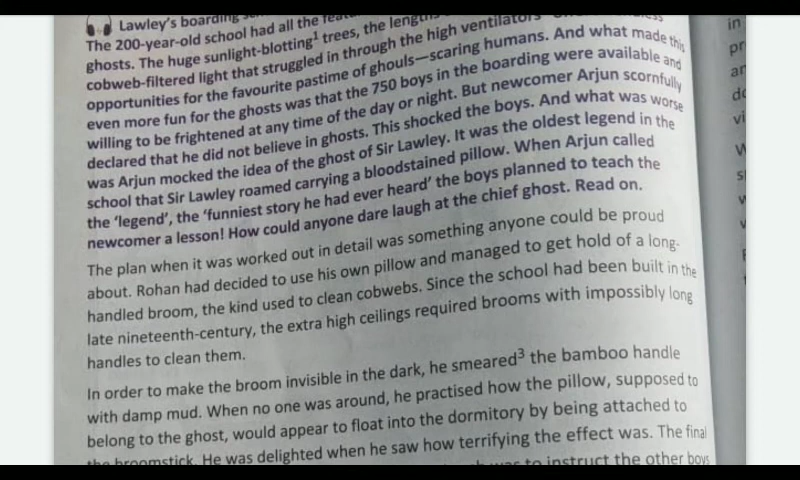 Lawley's boarding
The 200-year-old school had all the
ghosts. The huge sunlight-blotting¹ trees, the
cobweb-filtered light that struggled in through the high ventilators
opportunities for the favourite pastime of ghouls—scaring humans. And what made this
even more fun for the ghosts was that the 750 boys in the boarding were available and
willing to be frightened at any time of the day or night. But newcomer Arjun scornfully
declared that he did not believe in ghosts. This shocked the boys. And what was worse
was Arjun mocked the idea of the ghost of Sir Lawley. It was the oldest legend in the
school that Sir Lawley roamed carrying a bloodstained pillow. When Arjun called
the 'legend', the 'funniest story he had ever heard' the boys planned to teach the
newcomer a lesson! How could anyone dare laugh at the chief ghost. Read on.
The plan when it was worked out in detail was something anyone could be proud
about. Rohan had decided to use his own pillow and managed to get hold of a long-
handled broom, the kind used to clean cobwebs. Since the school had been built in the
late nineteenth-century, the extra high ceilings required brooms with impossibly long
handles to clean them.
In order to make the broom invisible in the dark, he smeared³ the bamboo handle
with damp mud. When no one was around, he practised how the pillow, supposed to
belong to the ghost, would appear to float into the dormitory by being attached to
the broomstick. He was delighted when he saw how terrifying the effect was. The final
was to instruct the other boys
in
pr